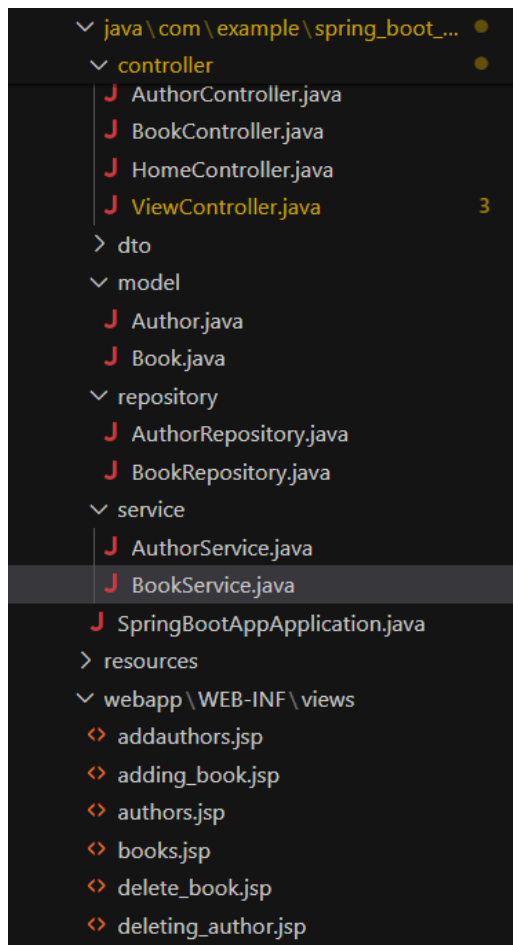 java\com\example\spring_boot_...
controller
AuthorController.java
BookController.java
HomeController.java
ViewController.java 3
dto
model
Author.java
Book.java
repository
AuthorRepository.java
BookRepository.java
service
AuthorService.java
BookService.java
SpringBootAppApplication.java
resources
webapp\WEB-INF\views
addauthors.jsp
adding_book.jsp
authors.jsp
books.jsp
delete_book.jsp
deleting_author.jsp